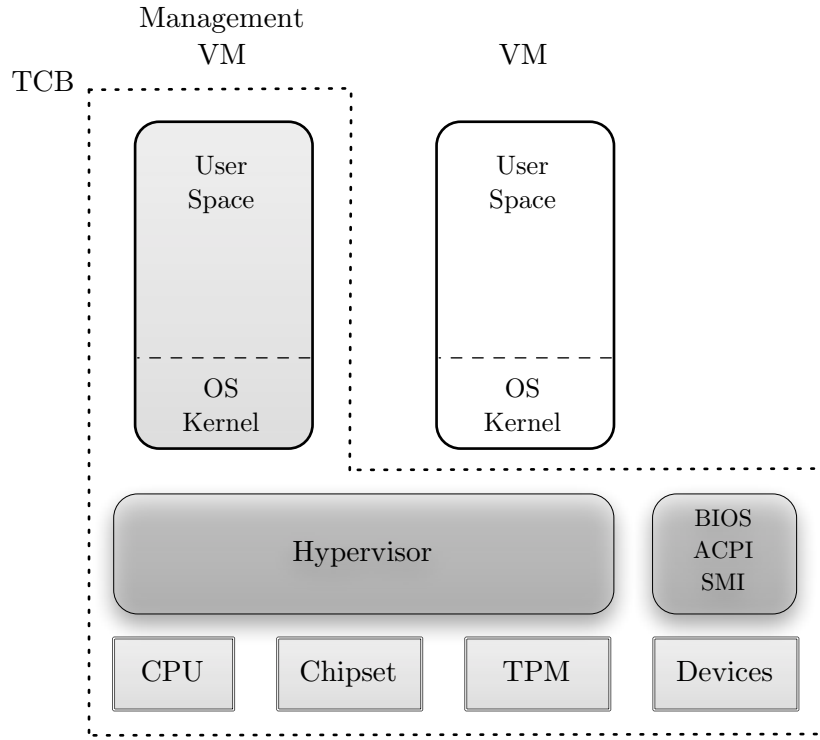 Management
VM
VM
TCB
User
Space
User
Space
OS
Kernel
OS
Kernel
Hypervisor
BIOS
ACPI
SMI
CPU
Chipset
TPM
Devices